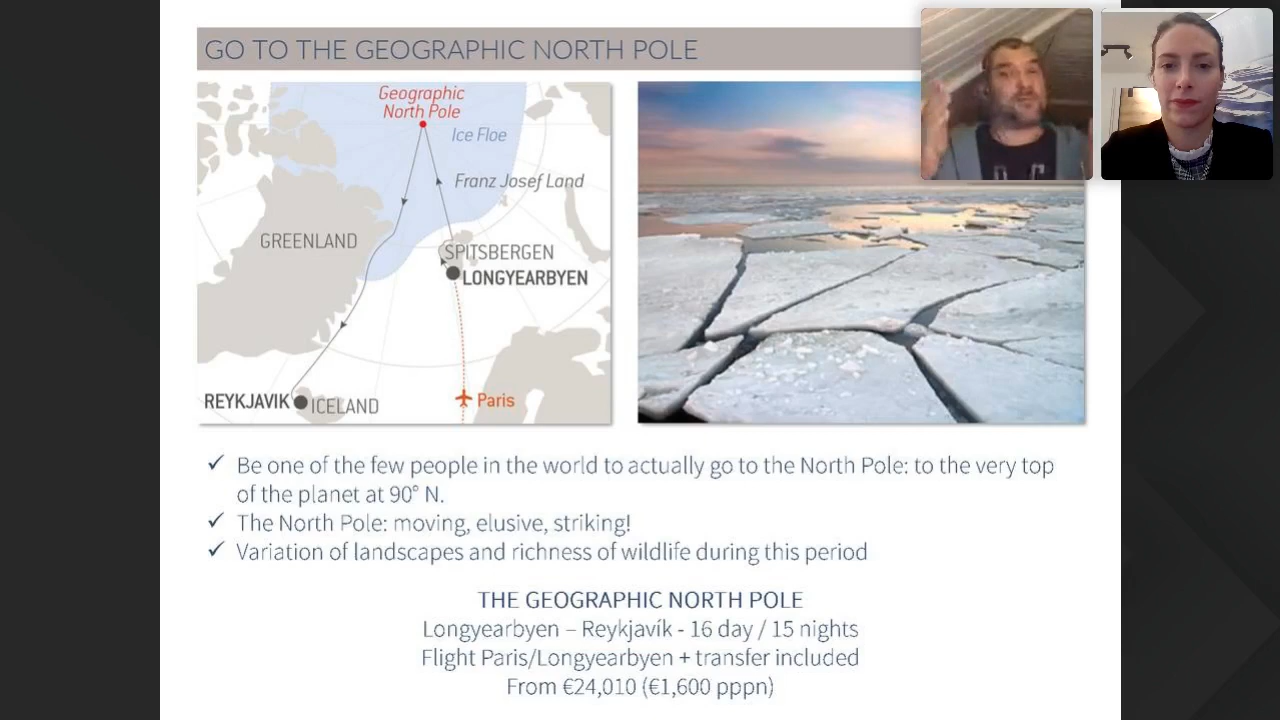 GO TO THE GEOGRAPHIC NORTH POLE
Geographic
North Pole
Ice Floe
Franz Josef Land
GREENLAND
SPITSBERGEN
LONGYEARBYEN
REYKJAVIK
ICELAND
Paris
✓ Be one of the few people in the world to actually go to the North Pole: to the very top
of the planet at 90° N.
✓ The North Pole: moving, elusive, striking!
✓ Variation of landscapes and richness of wildlife during this period
THE GEOGRAPHIC NORTH POLE
Longyearbyen – Reykjavík - 16 day / 15 nights
Flight Paris/Longyearbyen + transfer included
From €24,010 (€1,600 pppn)